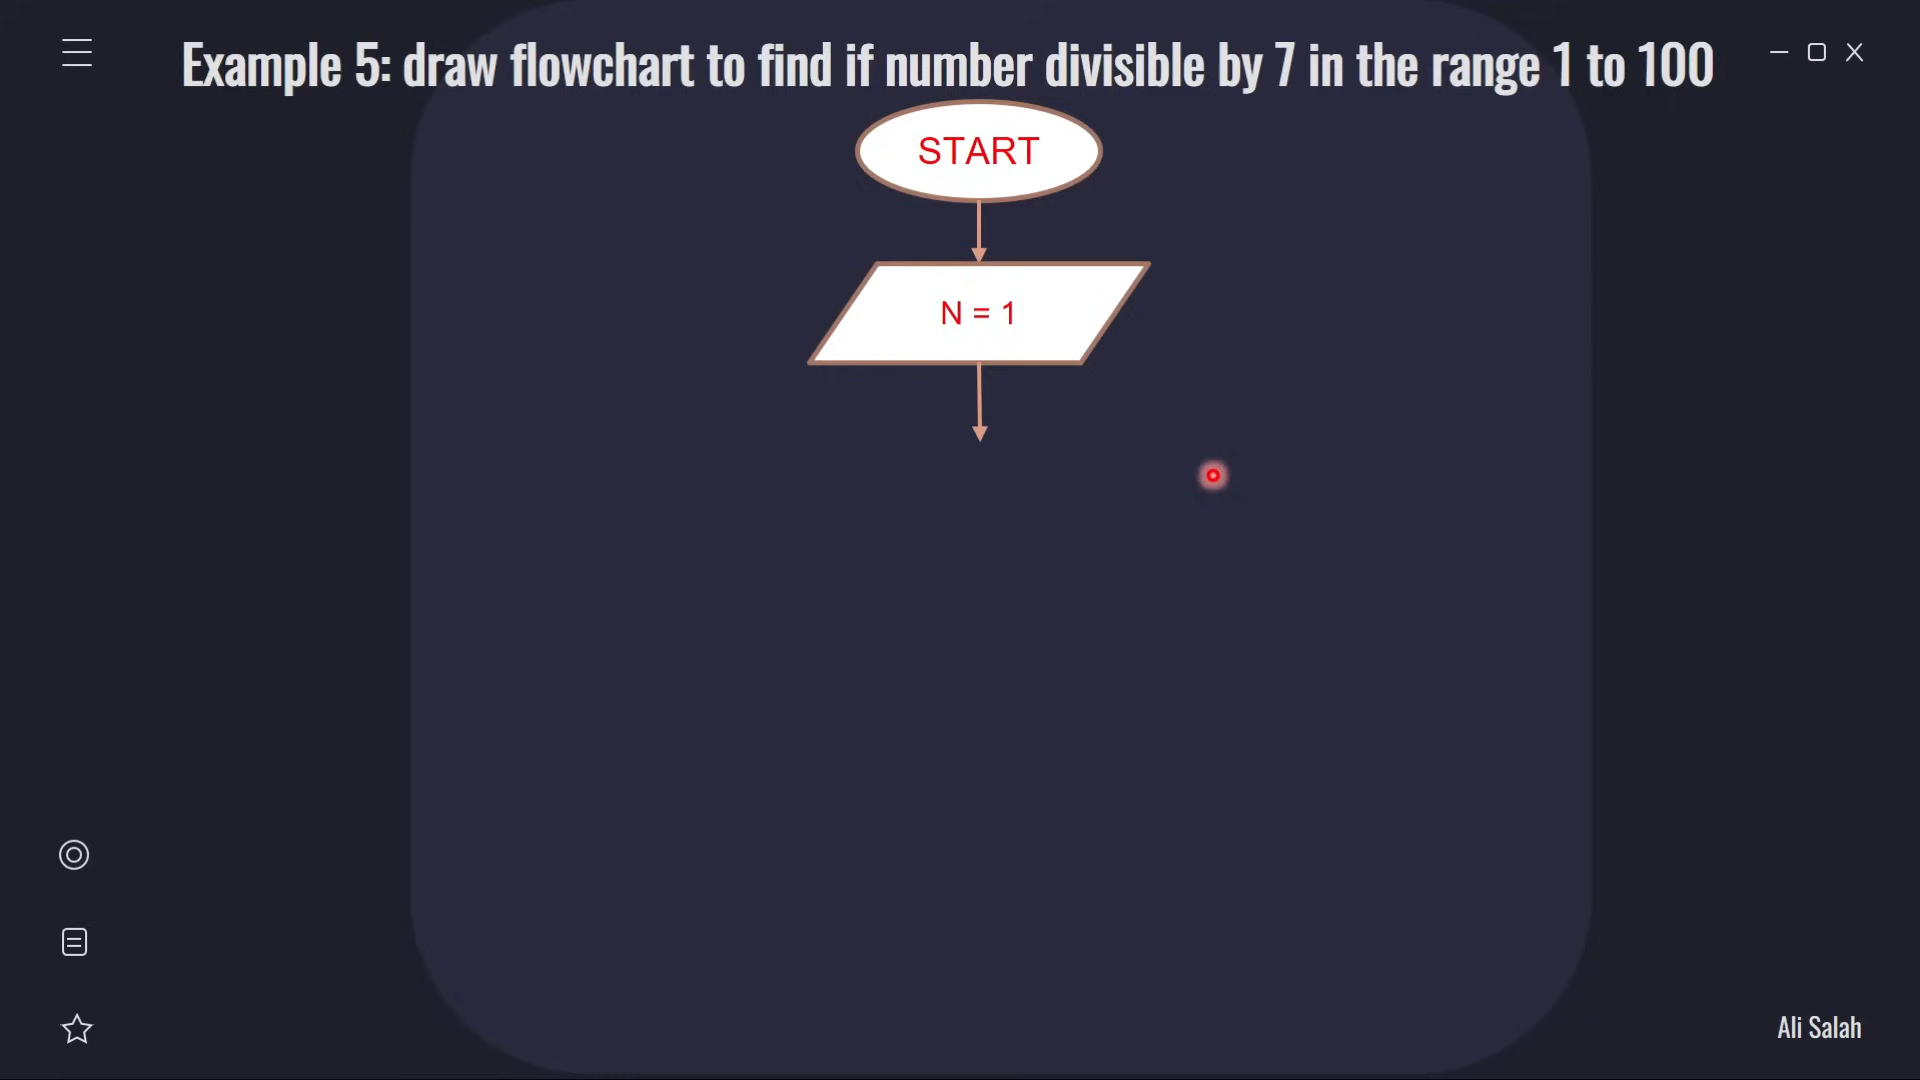 Example 5: draw flowchart to find if number divisible by 7 in the range 1 to 100
START
N = 1
Ali Salah